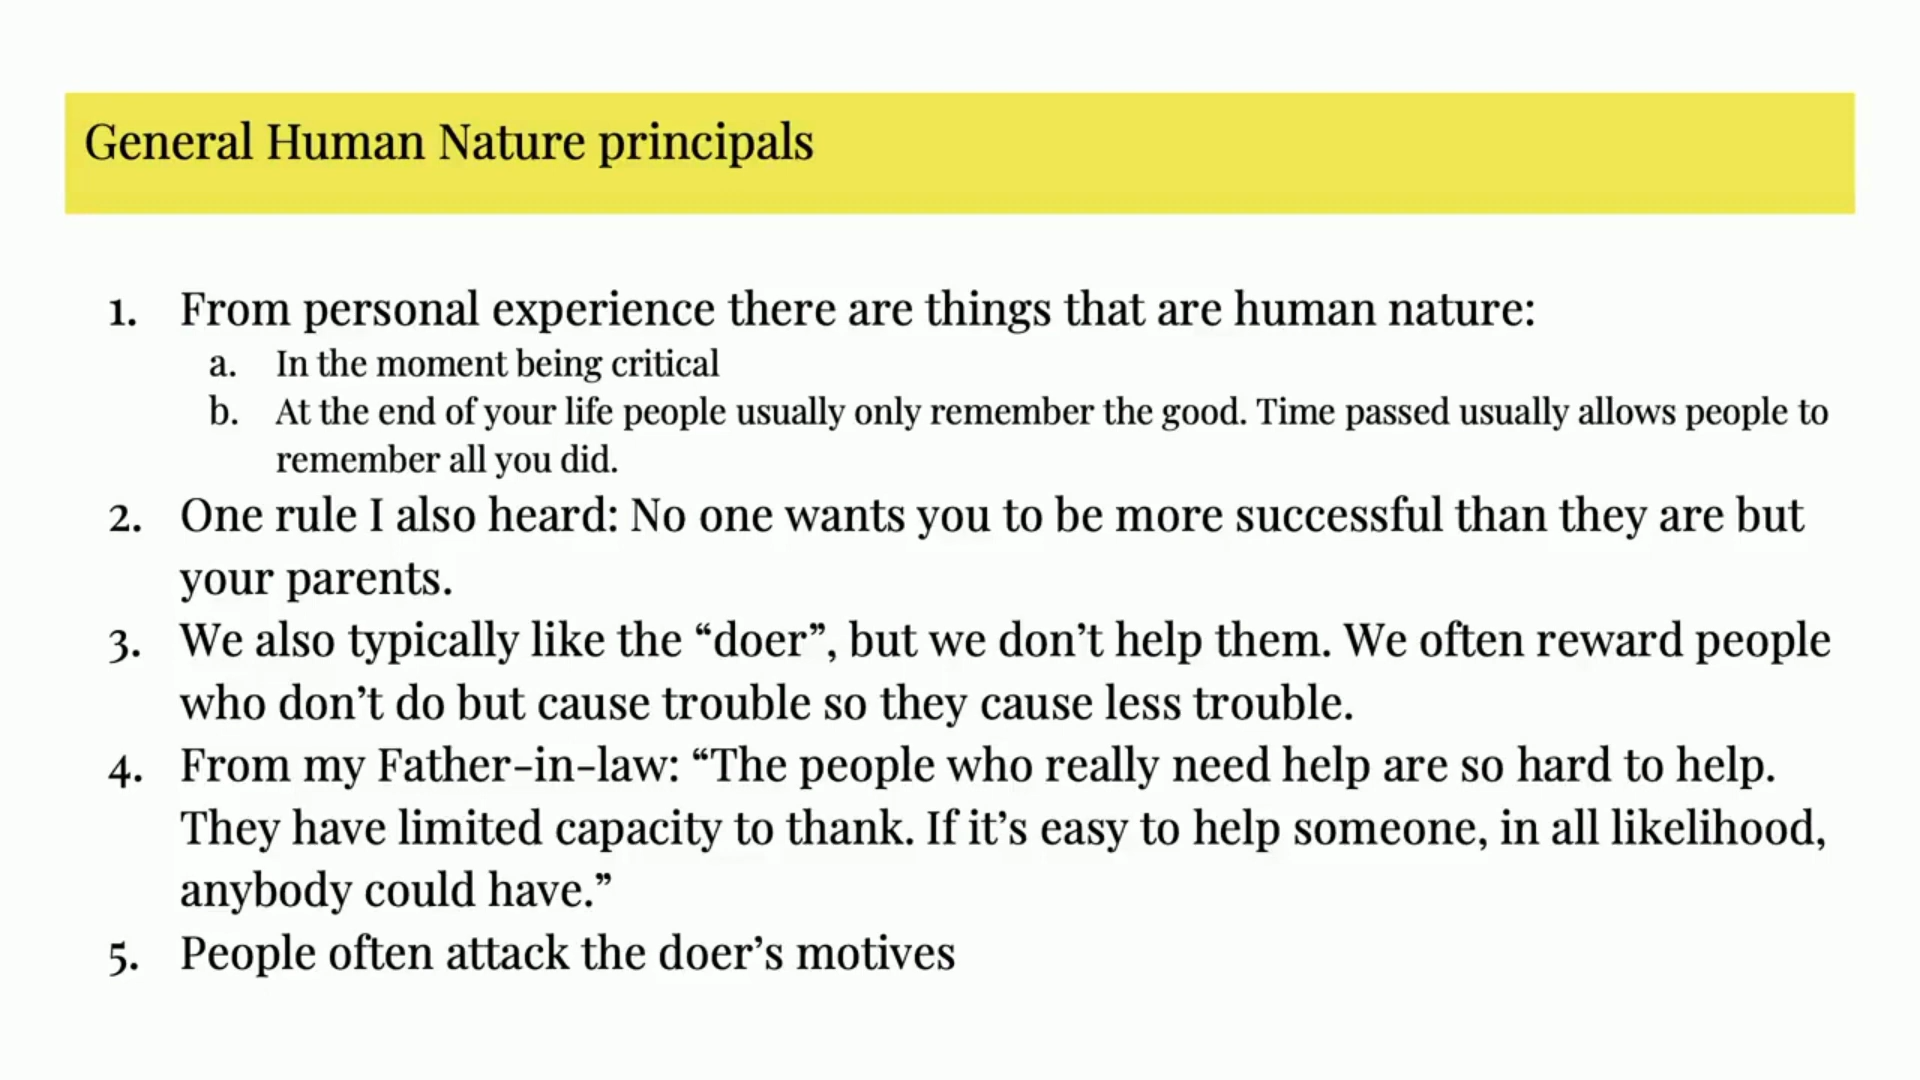 General Human Nature principals
1. From personal experience there are things that are human nature:
a. In the moment being critical
b. At the end of your life people usually only remember the good. Time passed usually allows people to
remember all you did.
2. One rule I also heard: No one wants you to be more successful than they are but
your parents.
3. We also typically like the “doer”, but we don’t help them. We often reward people
who don’t do but cause trouble so they cause less trouble.
4. From my Father-in-law: “The people who really need help are so hard to help.
They have limited capacity to thank. If it’s easy to help someone, in all likelihood,
anybody could have.”
5. People often attack the doer’s motives